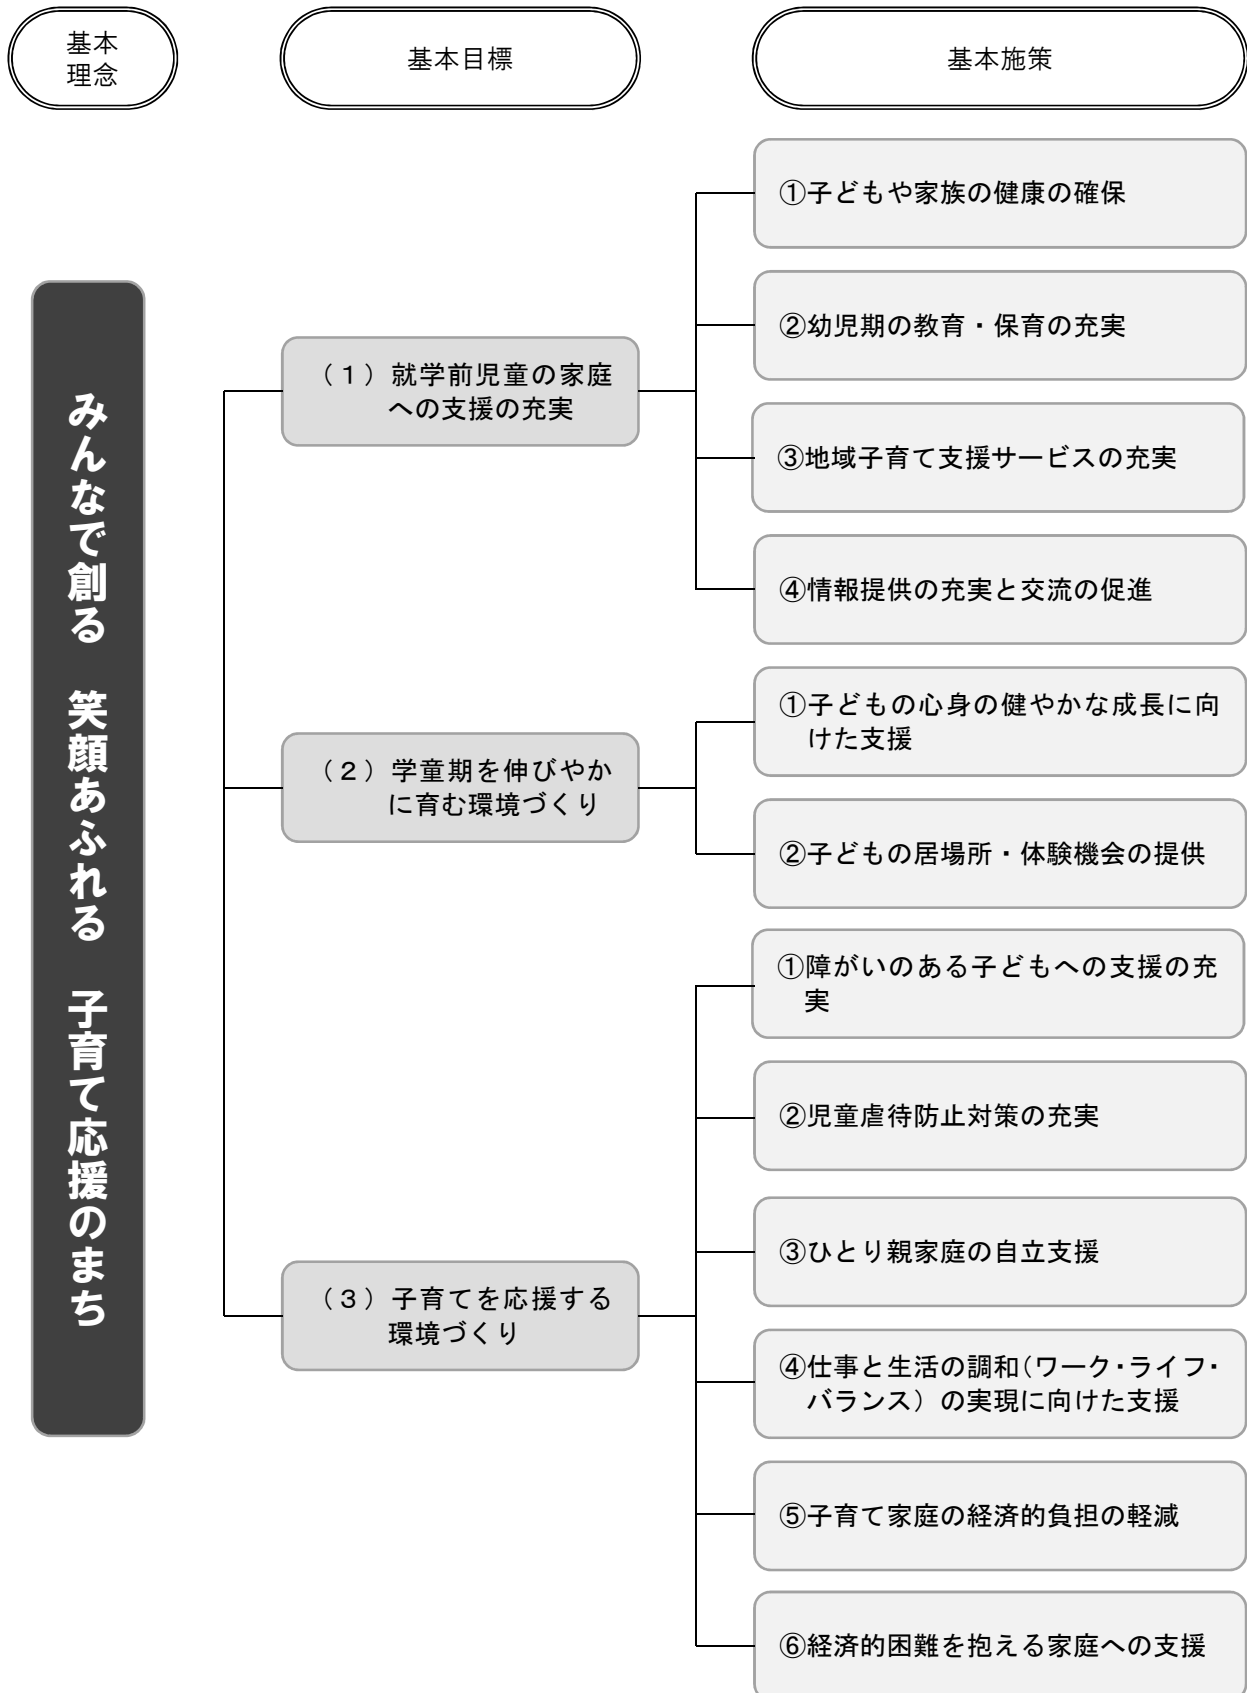 基本
理念
基本目標
基本施策
みんなで創る　笑顔あふれる　子育て応援のまち
（１）就学前児童の家庭
への支援の充実
①子どもや家族の健康の確保
②幼児期の教育・保育の充実
③地域子育て支援サービスの充実
④情報提供の充実と交流の促進
（２）学童期を伸びやか
に育む環境づくり
①子どもの心身の健やかな成長に向
けた支援
②子どもの居場所・体験機会の提供
（３）子育てを応援する
環境づくり
①障がいのある子どもへの支援の充
実
②児童虐待防止対策の充実
③ひとり親家庭の自立支援
④仕事と生活の調和（ワーク・ライフ・
バランス）の実現に向けた支援
⑤子育て家庭の経済的負担の軽減
⑥経済的困難を抱える家庭への支援